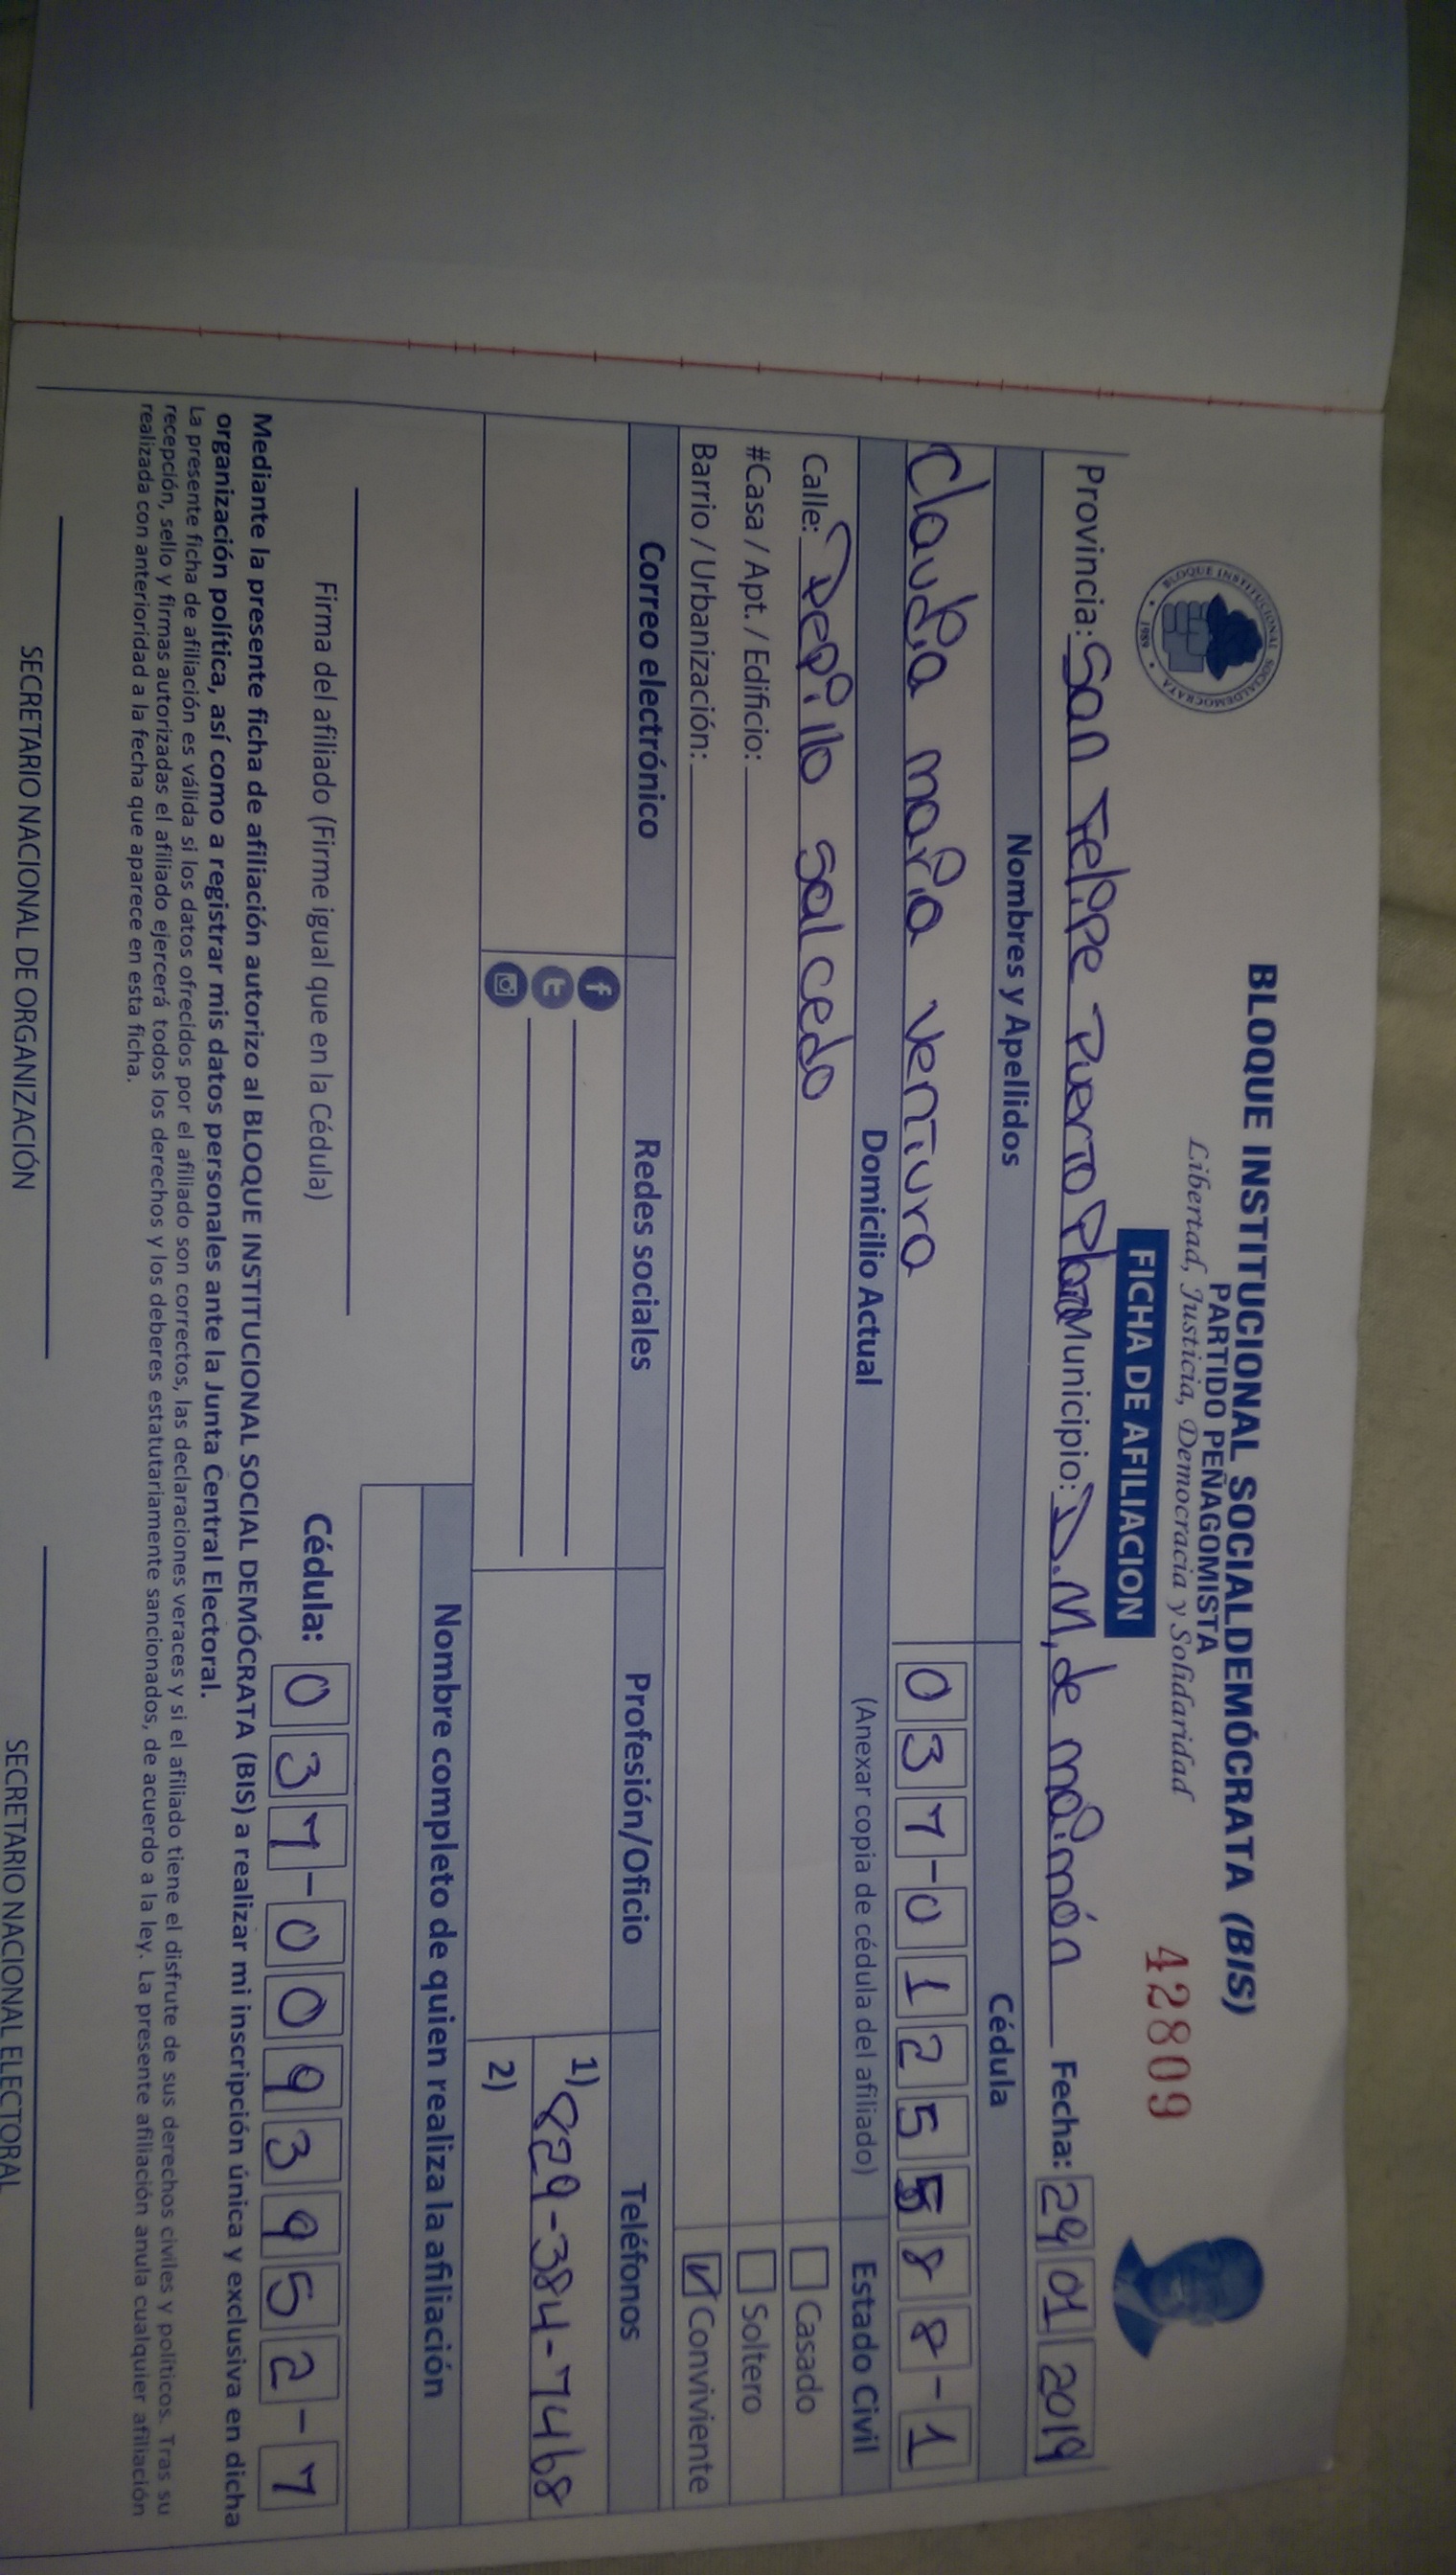 BLOQUE INSTITUCIONAL SOCIALDEMÓCRATA (BIS)
PARTIDO PEÑAGOMISTA
Libertad, Justicia, Democracia y Solidaridad
FICHA DE AFILIACION
42809
BLOQUE INSTITUCIONAL SOCIALDEMOCRATA
1989
Provincia: San Felipe Puerto Plata Municipio: D.M, de maimón Fecha: 29 01 2019
Nombres y Apellidos Cédula
Claudia maria ventura 037-0125588-1
Domicilio Actual (Anexar copia de cédula del afiliado) Estado Civil
Calle: Pepillo salcedo Casado
#Casa / Apt. / Edificio: Soltero
Barrio / Urbanización: Conviviente
Correo electrónico Redes sociales Profesión/Oficio Teléfonos
1) 829-384-7468
2)
Nombre completo de quien realiza la afiliación
Firma del afiliado (Firme igual que en la Cédula) Cédula: 037-0093952-7
Mediante la presente ficha de afiliación autorizo al BLOQUE INSTITUCIONAL SOCIAL DEMÓCRATA (BIS) a realizar mi inscripción única y exclusiva en dicha
organización política, así como a registrar mis datos personales ante la Junta Central Electoral.
La presente ficha de afiliación es válida si los datos ofrecidos por el afiliado son correctos, las declaraciones veraces y si el afiliado tiene el disfrute de sus derechos civiles y políticos. Tras su
recepción, sello y firmas autorizadas el afiliado ejercerá todos los derechos y los deberes estatutariamente sancionados, de acuerdo a la ley. La presente afiliación anula cualquier afiliación
realizada con anterioridad a la fecha que aparece en esta ficha.
SECRETARIO NACIONAL DE ORGANIZACIÓN SECRETARIO NACIONAL ELECTORAL